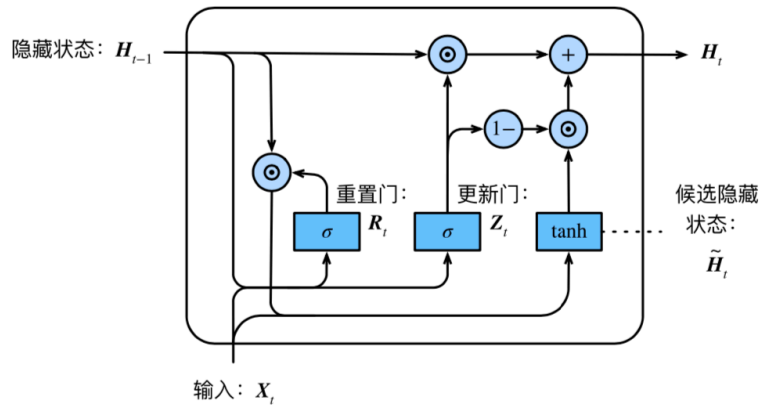 隐藏状态：H_{t−1}
⊙
+
H_t
1−
⊙
⊙
重置门：
R_t
更新门：
Z_t
候选隐藏
状态：
H̃_t
σ
σ
tanh
输入：X_t